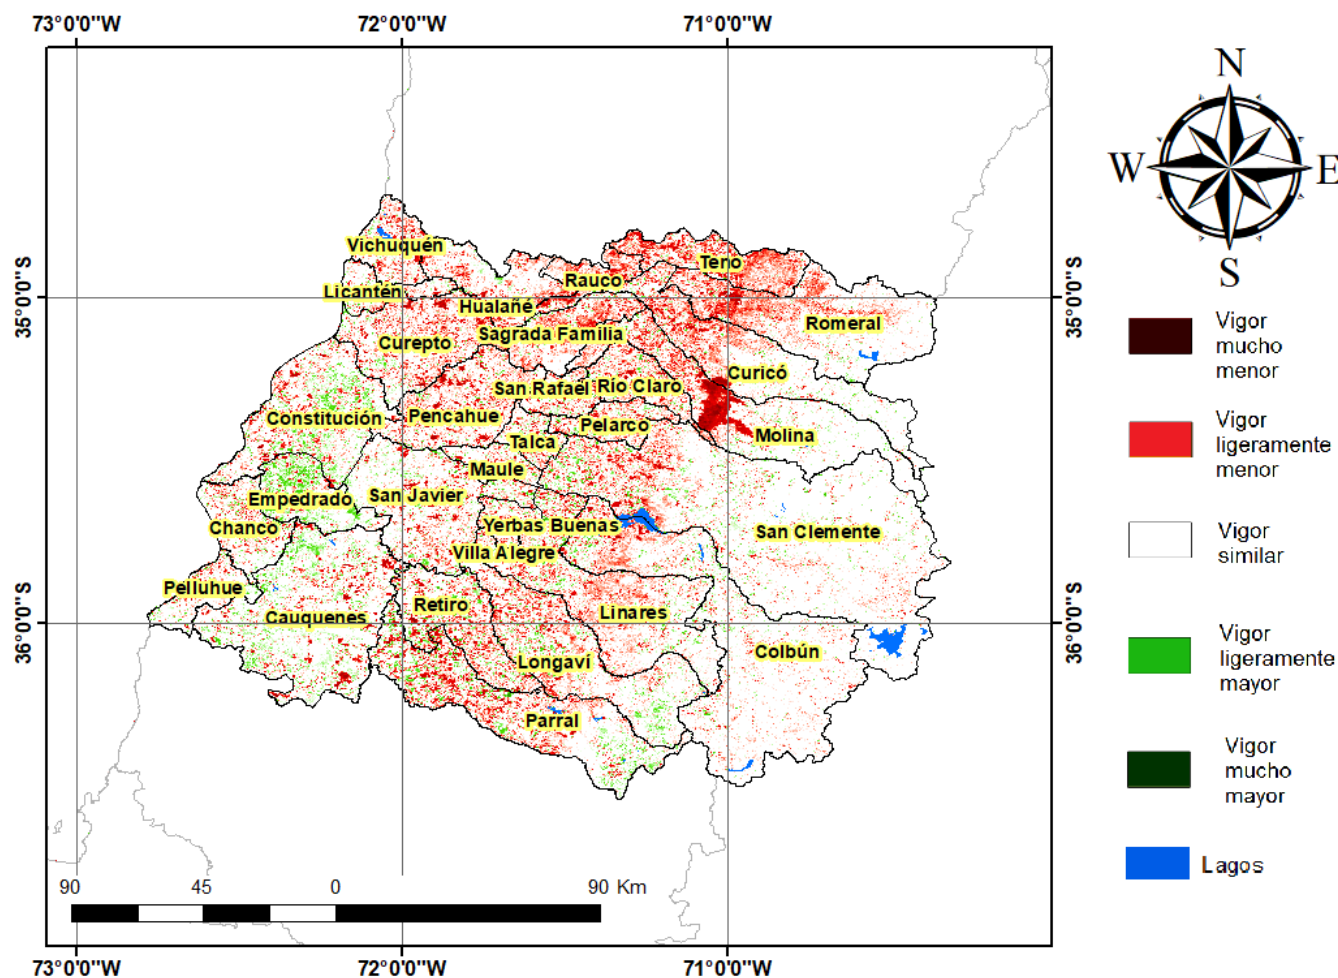 73°0'0"W
72°0'0"W
71°0'0"W
N
W
E
S
35°0'0"S
35°0'0"S
36°0'0"S
36°0'0"S
Vichuquén
Teno
Rauco
Licantén
Hualañé
Romeral
Sagrada Familia
Curepto
Curicó
San Rafael
Río Claro
Pencahue
Constitución
Pelarco
Molina
Talca
Maule
San Javier
Empedrado
Chanco
Yerbas Buenas
San Clemente
Villa Alegre
Pelluhue
Retiro
Linares
Cauquenes
Colbún
Longaví
Parral
Vigor
mucho
menor
Vigor
ligeramente
menor
Vigor
similar
Vigor
ligeramente
mayor
Vigor
mucho
mayor
Lagos
90
45
0
90 Km
73°0'0"W
72°0'0"W
71°0'0"W